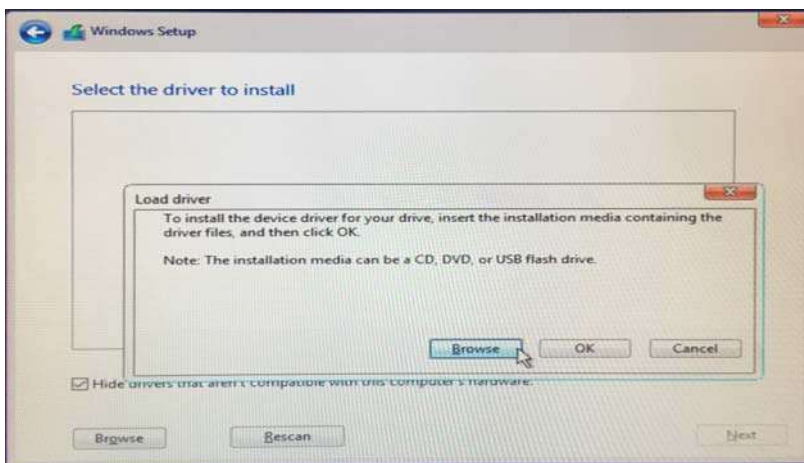 Windows Setup
Select the driver to install
Load driver
To install the device driver for your drive, insert the installation media containing the
driver files, and then click OK.
Note: The installation media can be a CD, DVD, or USB flash drive.
Browse
OK
Cancel
Hide drivers that aren't compatible with this computer's hardware.
Browse
Rescan
Next